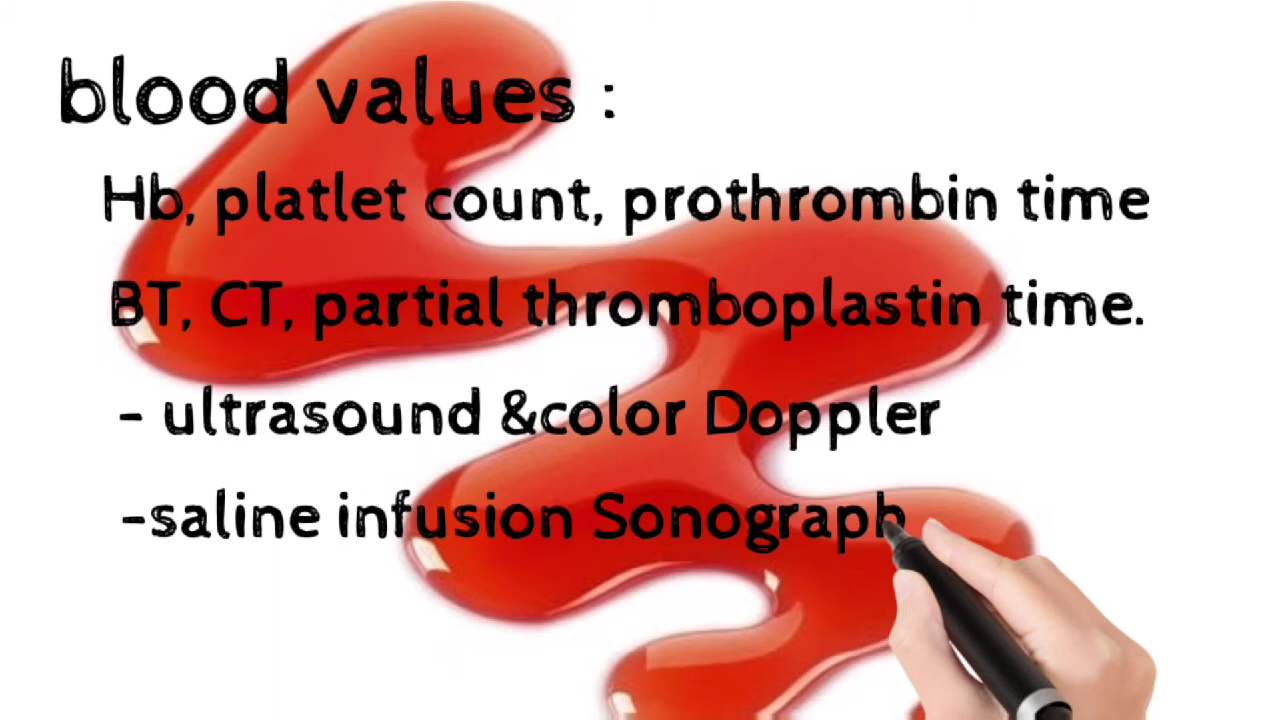 blood values :
Hb, platlet count, prothrombin time
BT, CT, partial thromboplastin time.
- ultrasound &color Doppler
-saline infusion Sonograph